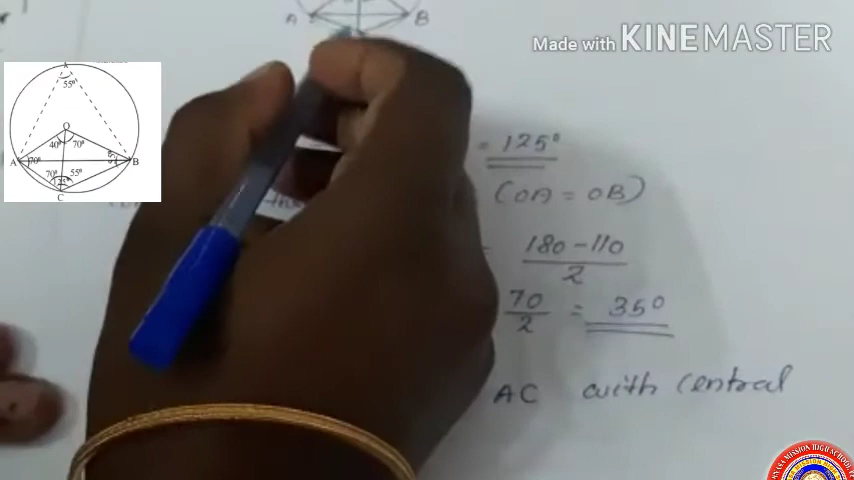 A B
Made with KINEMASTER
55°
O
40° 70°
A 70° B
70° 55°
C
= 125°
(OA = OB)
180 - 110
2
70 = 35°
2
AC with central